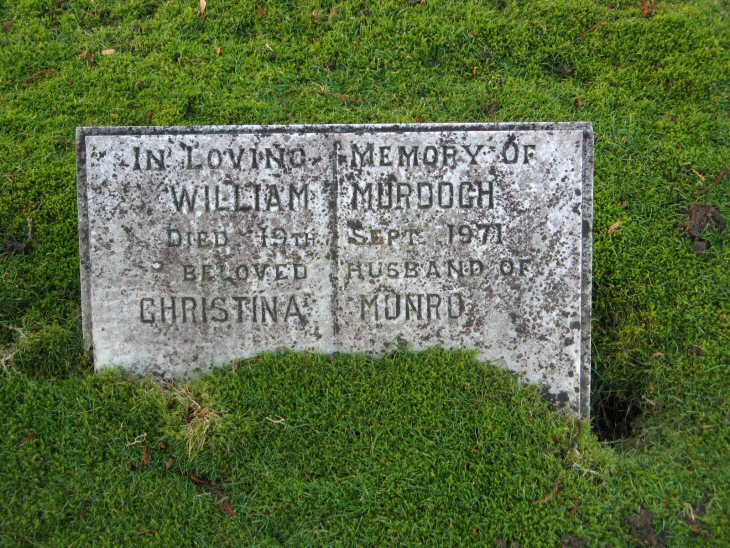 IN LOVING MEMORY OF
WILLIAM MURDOCH
DIED 19TH SEPT. 1971
BELOVED HUSBAND OF
CHRISTINA MUNRO